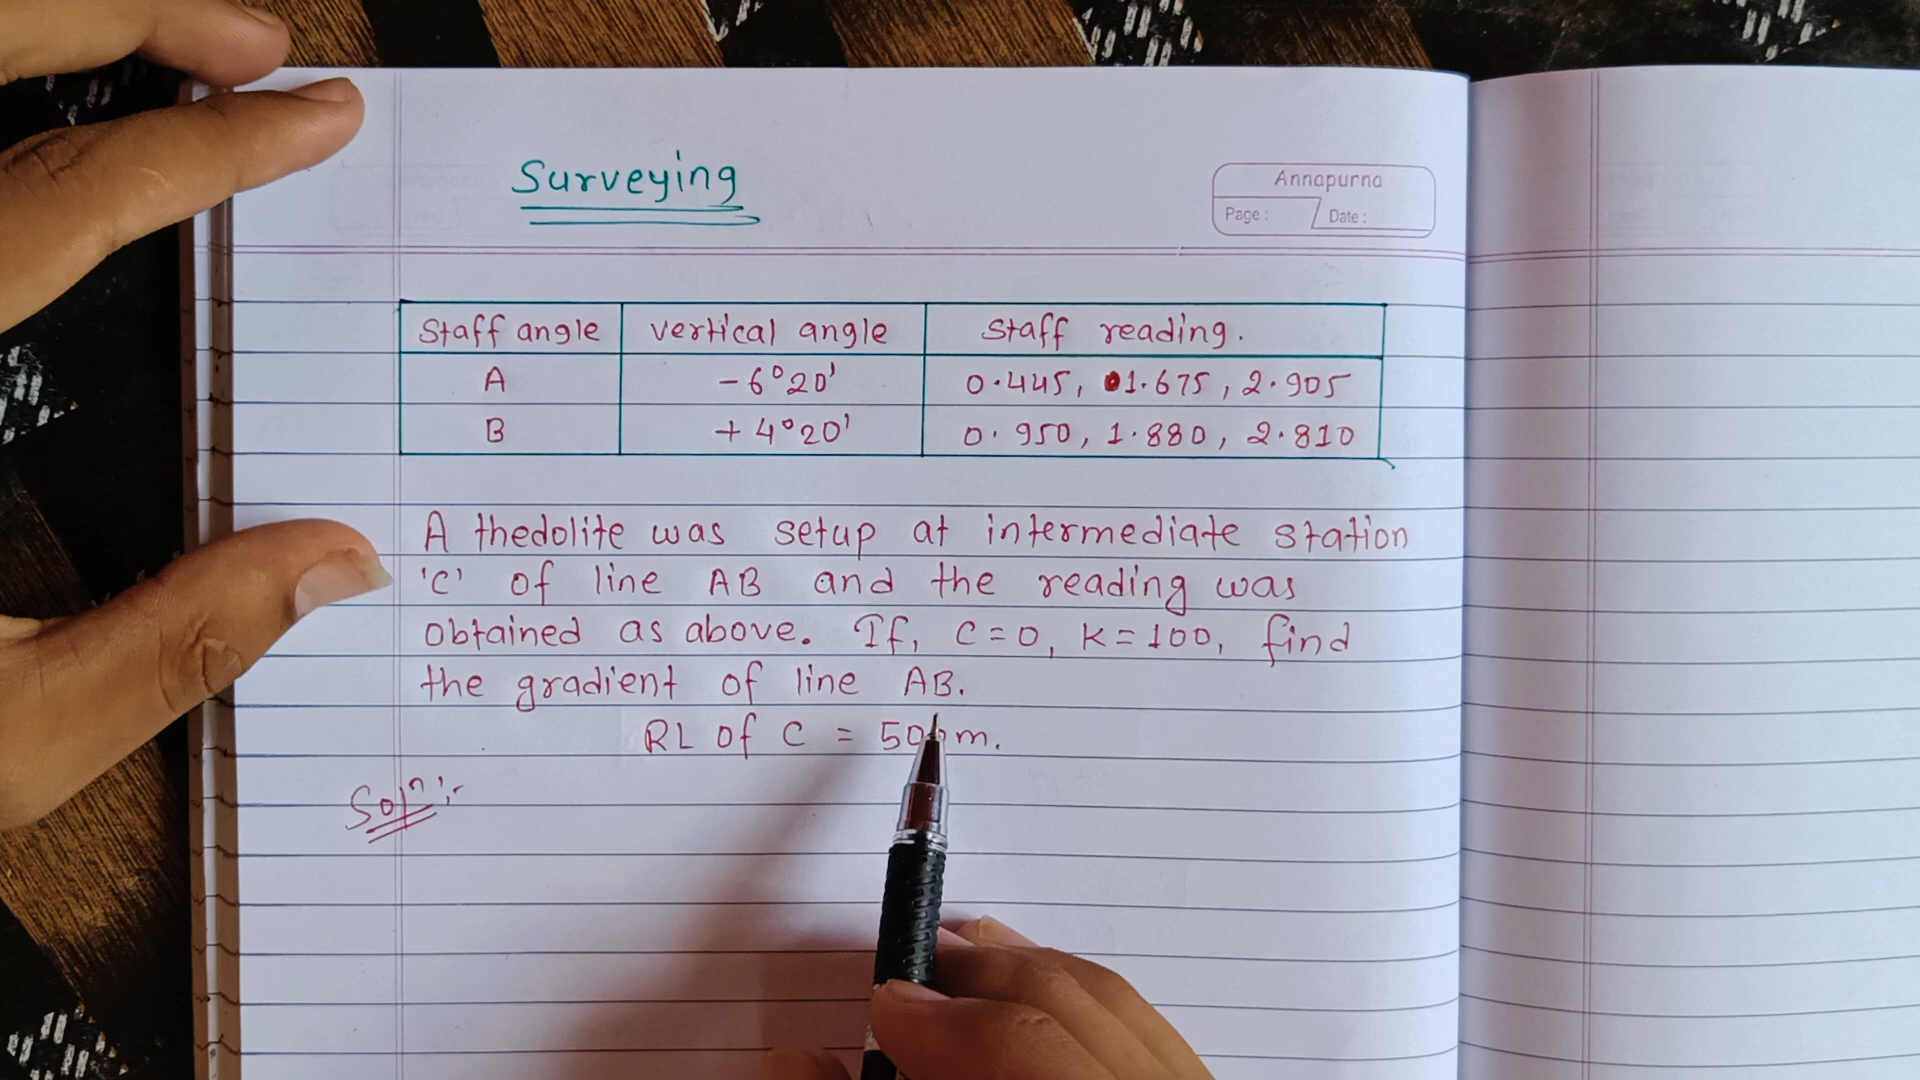 Surveying
Annapurna
Page :
Date :
Staff angle vertical angle staff reading.
A -6°20' 0.445, 1.675, 2.905
B +4°20' 0.950, 1.880, 2.810
A thedolite was setup at intermediate station
'C' of line AB and the reading was
obtained as above. If, C=0, K=100, find
the gradient of line AB.
RL of C = 500m.
Soln:-